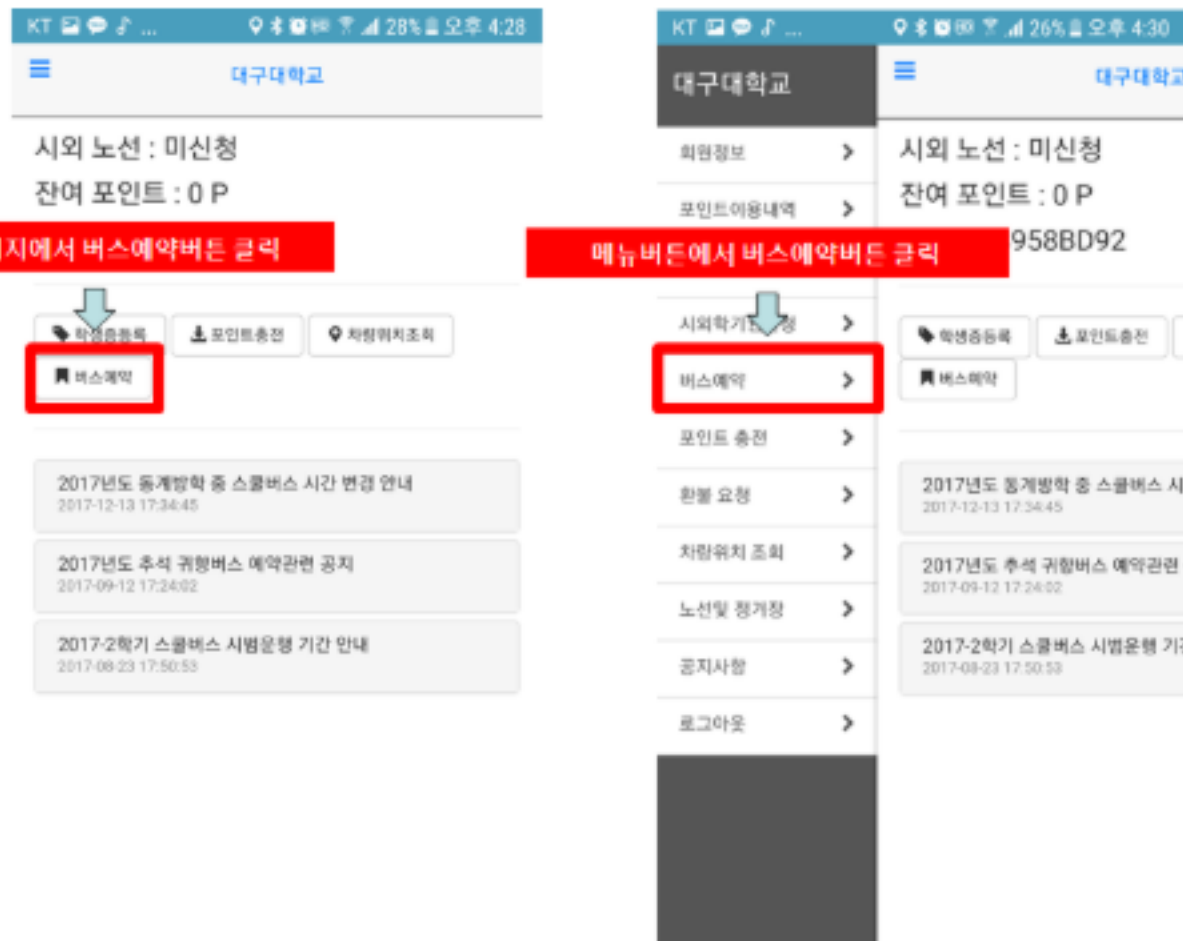 KT ... 28% 오후 4:28
대구대학교
시외 노선 : 미신청
잔여 포인트 : 0 P
지에서 버스예약버튼 클릭
학생증등록 포인트충전 차량위치조회
버스예약
2017년도 동계방학 중 스쿨버스 시간 변경 안내
2017-12-13 17:34:45
2017년도 추석 귀향버스 예약관련 공지
2017-09-12 17:24:02
2017-2학기 스쿨버스 시범운행 기간 안내
2017-08-23 17:50:53
KT ... 26% 오후 4:30
대구대학교
회원정보
포인트이용내역
메뉴버튼에서 버스예약버튼 클릭
시외학기
버스예약
포인트 충전
환불 요청
차량위치 조회
노선및 정거장
공지사항
로그아웃
대구대학교
시외 노선 : 미신청
잔여 포인트 : 0 P
958BD92
학생증등록 포인트충전
버스예약
2017년도 동계방학 중 스쿨버스 시
2017-12-13 17:34:45
2017년도 추석 귀향버스 예약관련
2017-09-12 17:24:02
2017-2학기 스쿨버스 시범운행 기간
2017-08-23 17:50:53